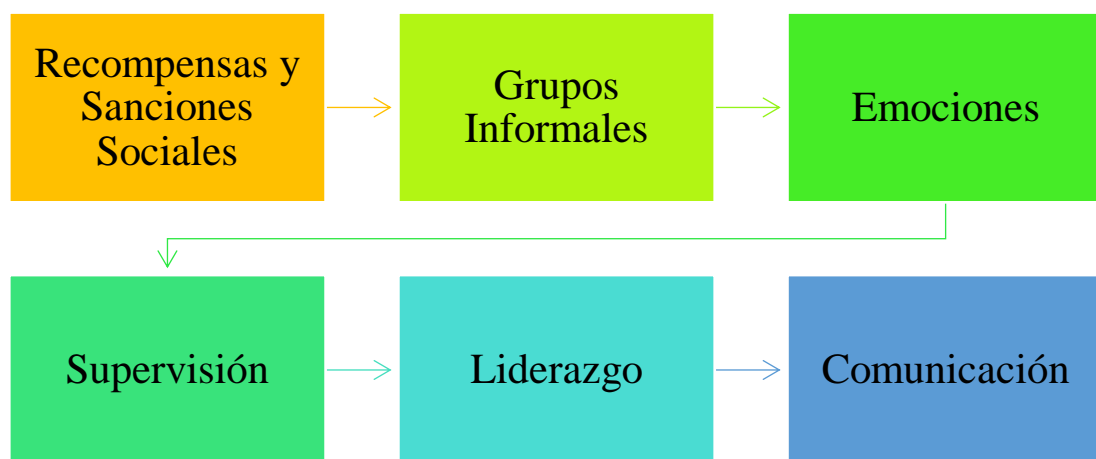 Recompensas y
Sanciones
Sociales
Grupos
Informales
Emociones
Supervisión
Liderazgo
Comunicación